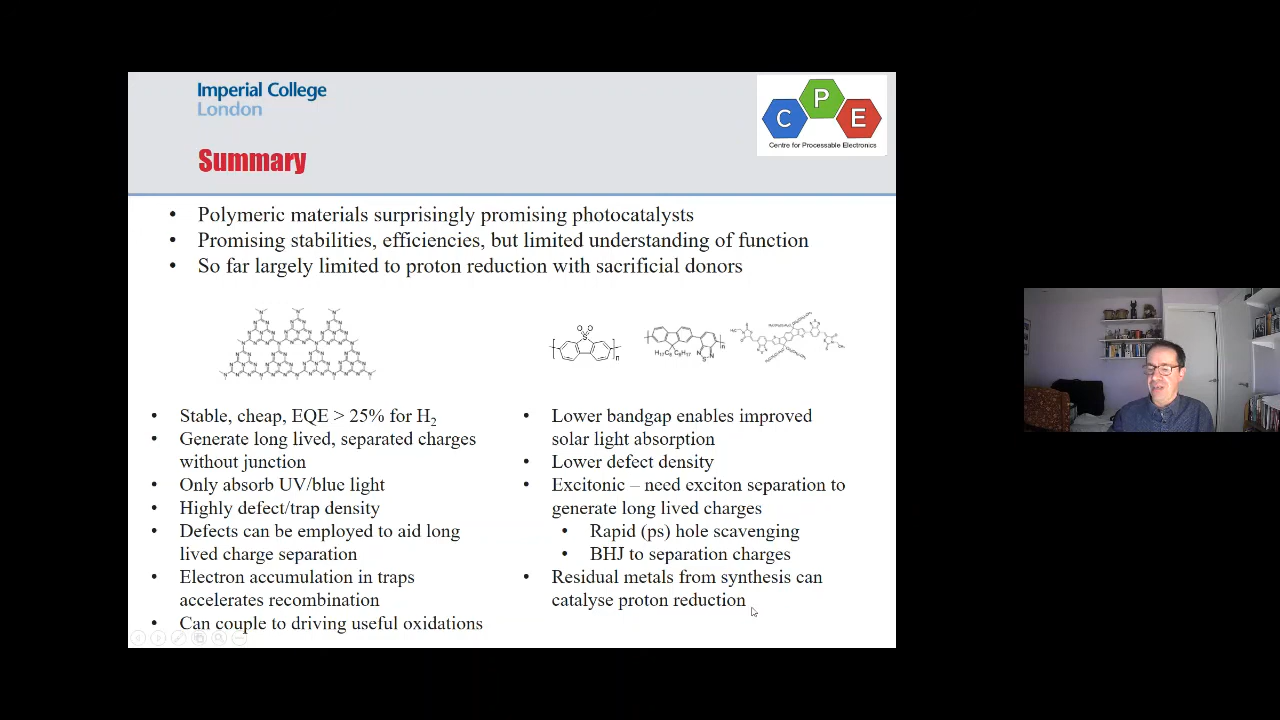 Imperial College
London
C P E
Centre for Processable Electronics
Summary
• Polymeric materials surprisingly promising photocatalysts
• Promising stabilities, efficiencies, but limited understanding of function
• So far largely limited to proton reduction with sacrificial donors
• Stable, cheap, EQE > 25% for H2
• Generate long lived, separated charges
without junction
• Only absorb UV/blue light
• Highly defect/trap density
• Defects can be employed to aid long
lived charge separation
• Electron accumulation in traps
accelerates recombination
• Can couple to driving useful oxidations
• Lower bandgap enables improved
solar light absorption
• Lower defect density
• Excitonic – need exciton separation to
generate long lived charges
• Rapid (ps) hole scavenging
• BHJ to separation charges
• Residual metals from synthesis can
catalyse proton reduction